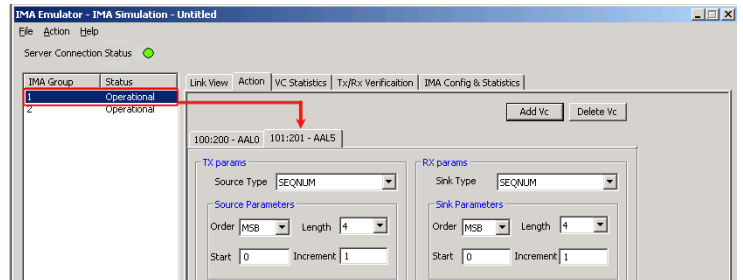 IMA Emulator - IMA Simulation - Untitled
File Action Help
Server Connection Status
IMA Group Status
1 Operational
2 Operational
Link View Action VC Statistics Tx/Rx Verificaition IMA Config & Statistics
Add Vc Delete Vc
100:200 - AAL0 101:201 - AAL5
TX params
Source Type SEQNUM
Source Parameters
Order MSB Length 4
Start 0 Increment 1
RX params
Sink Type SEQNUM
Sink Parameters
Order MSB Length 4
Start 0 Increment 1